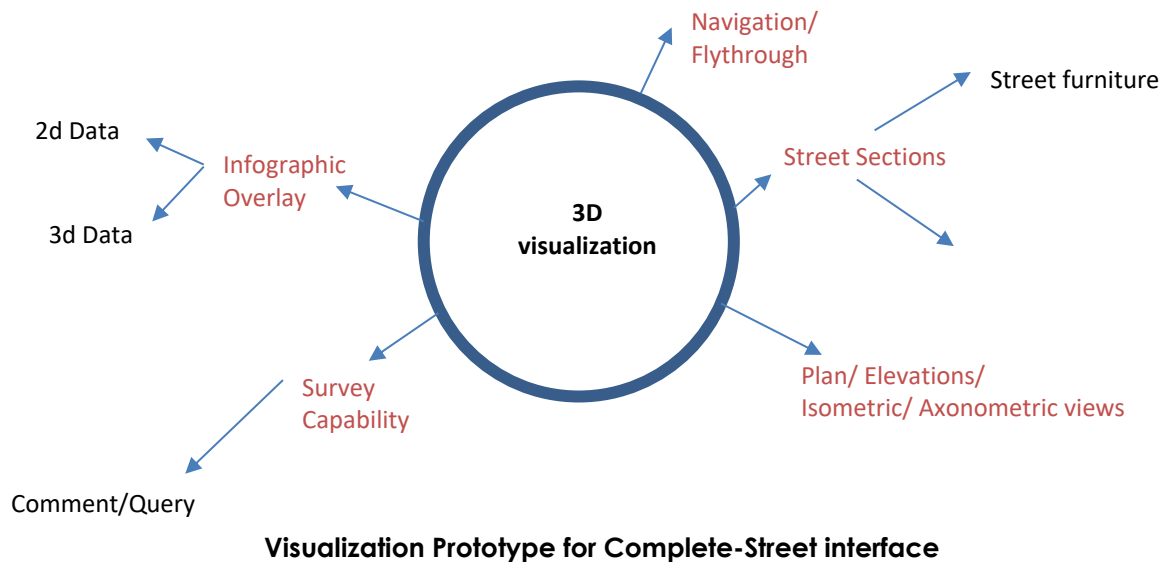 Navigation/
Flythrough
Street furniture
2d Data
Infographic
Overlay
Street Sections
3d Data
3D
visualization
Survey
Capability
Plan/ Elevations/
Isometric/ Axonometric views
Comment/Query
Visualization Prototype for Complete-Street interface